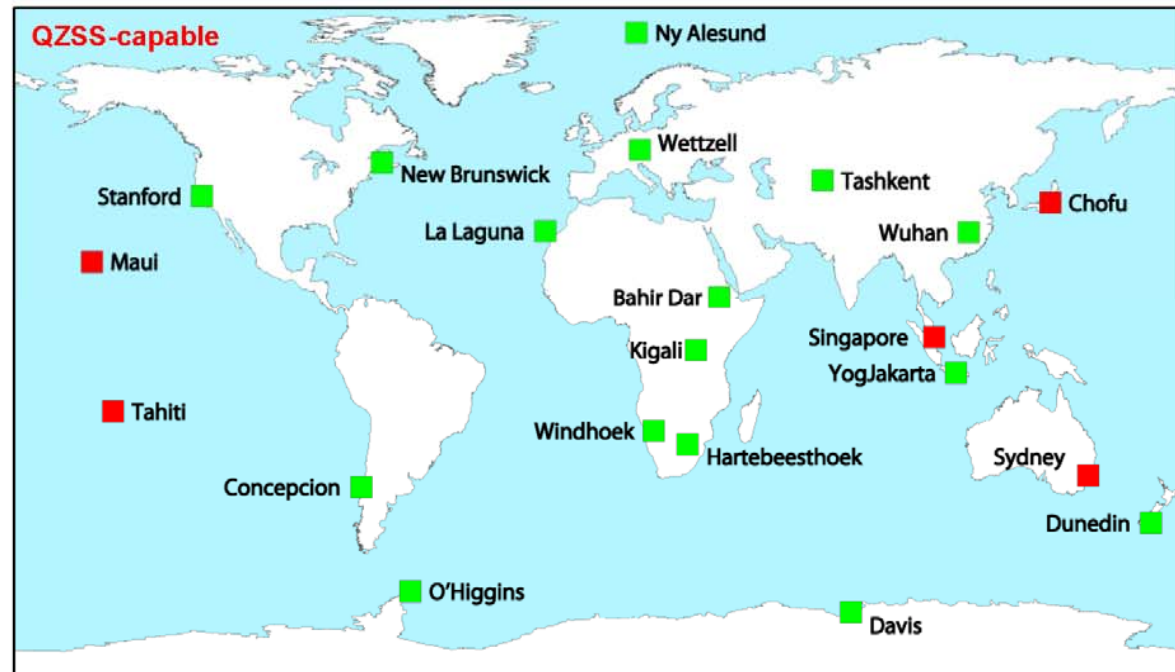 QZSS-capable
Ny Alesund
Wettzell
New Brunswick
Tashkent
Stanford
Chofu
La Laguna
Wuhan
Maui
Bahir Dar
Singapore
Kigali
YogJakarta
Tahiti
Windhoek
Hartebeesthoek
Sydney
Concepcion
Dunedin
O'Higgins
Davis